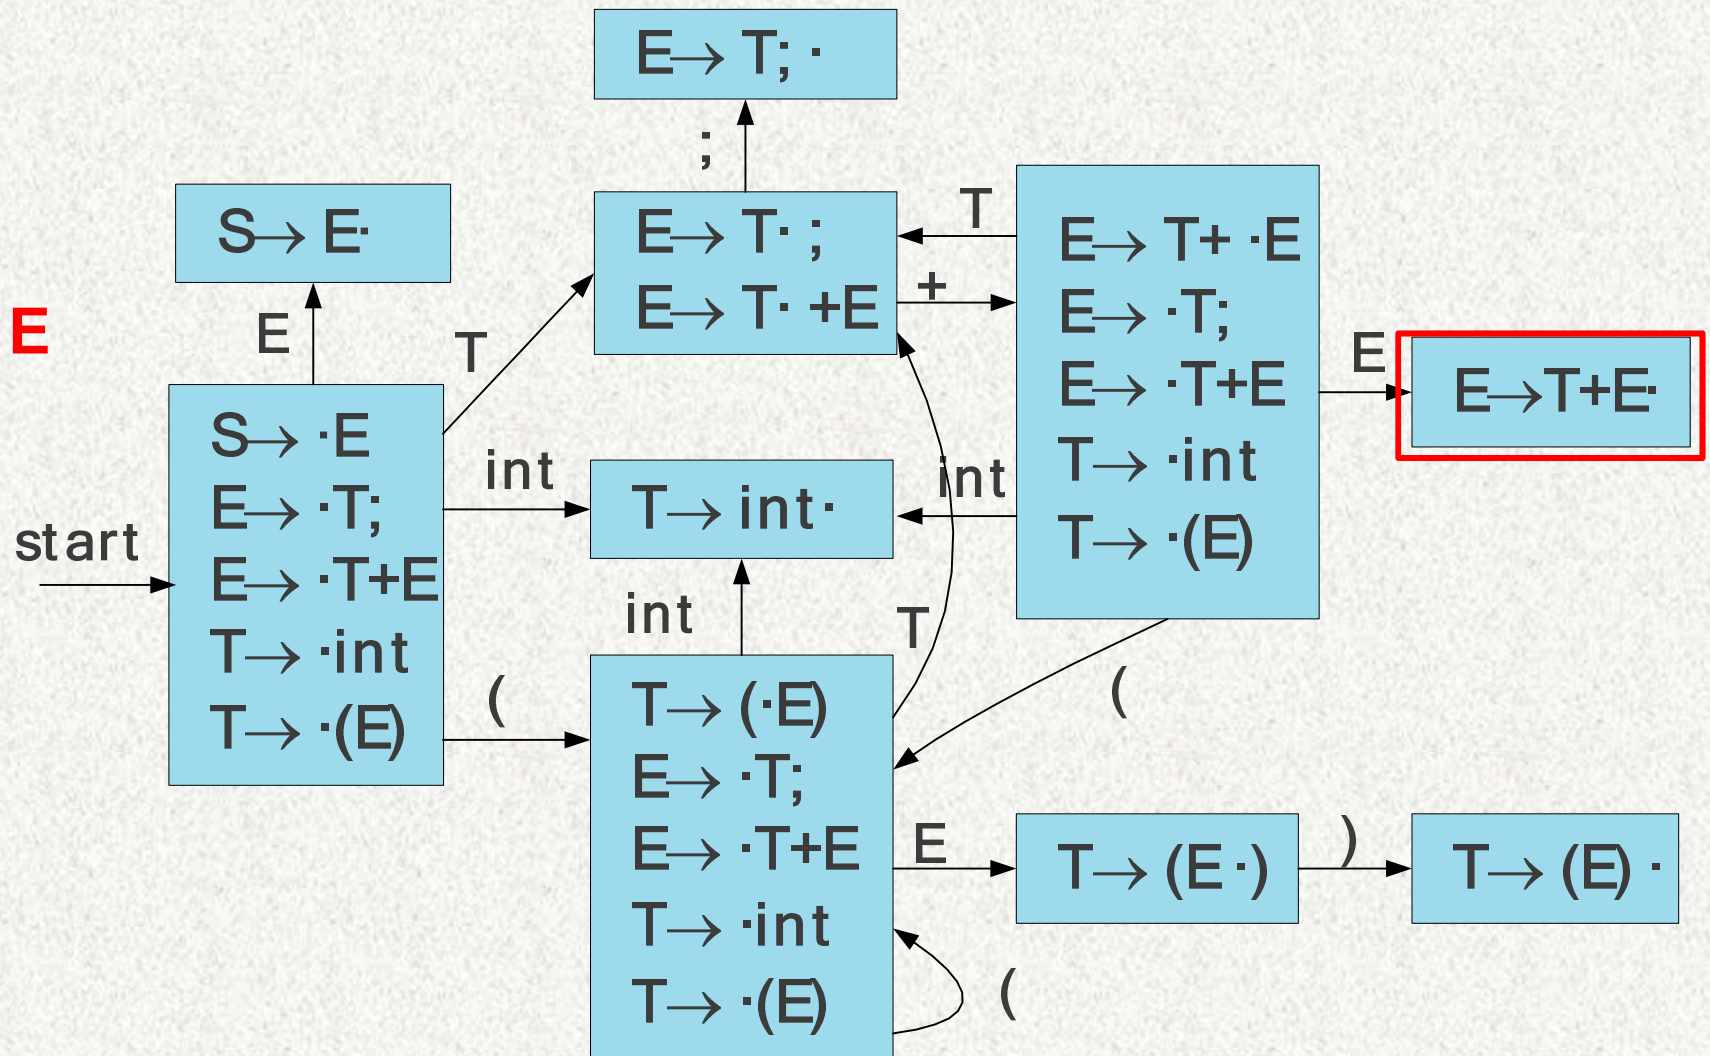 E→ T; ·
;
S→ E·
E→ T· ;
E→ T· +E
T
+
E→ T+ ·E
E→ ·T;
E→ ·T+E
T→ ·int
T→ ·(E)
E
E→T+E·
E
E
T
S→ ·E
E→ ·T;
E→ ·T+E
T→ ·int
T→ ·(E)
start
int
T→ int·
int
int
T
(
(
T→ (·E)
E→ ·T;
E→ ·T+E
T→ ·int
T→ ·(E)
E
T→ (E ·)
)
T→ (E) ·
(